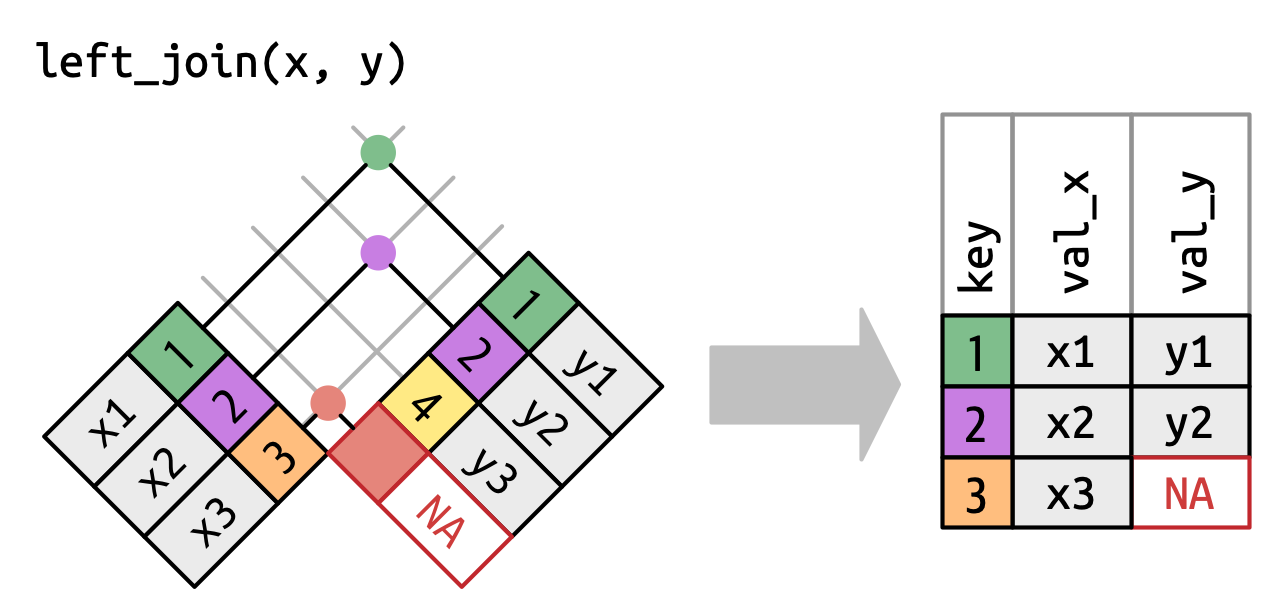 left_join(x, y)
1 x1
2 x2
3 x3
1 y1
2 y2
4 y3
NA
key val_x val_y
1 x1 y1
2 x2 y2
3 x3 NA